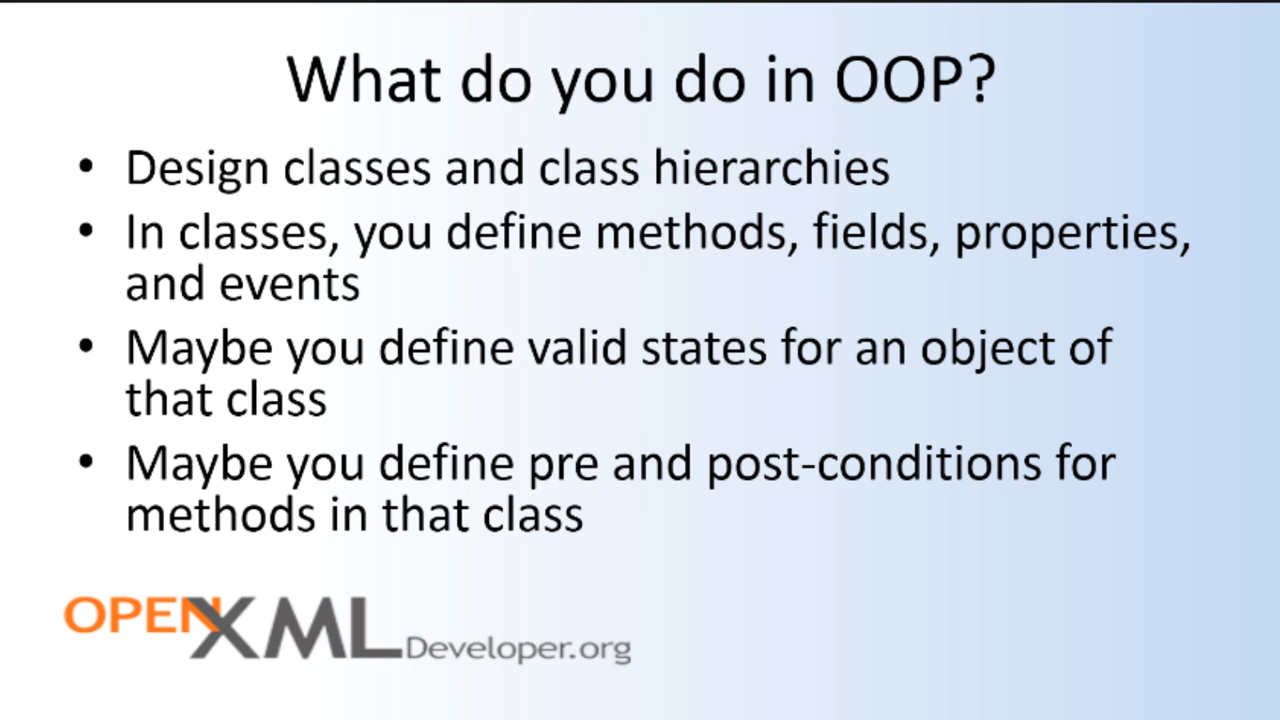 What do you do in OOP?
• Design classes and class hierarchies
• In classes, you define methods, fields, properties,
and events
• Maybe you define valid states for an object of
that class
• Maybe you define pre and post-conditions for
methods in that class
OPENXML Developer.org